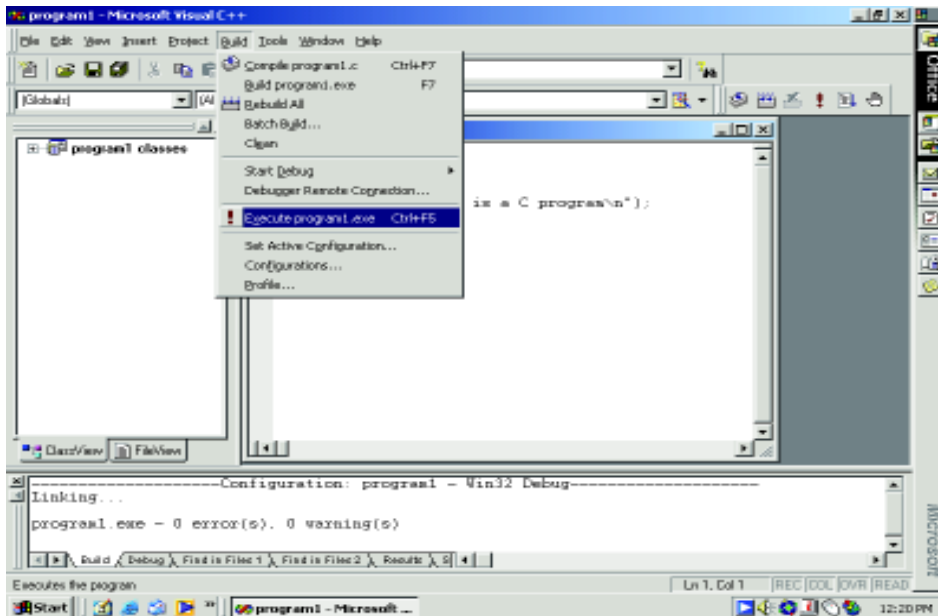 program1 - Microsoft Visual C++
File Edit View Insert Project Build Tools Window Help
(Globals)
Compile program1.c Ctrl+F7
Build program1.exe F7
Rebuild All
Batch Build...
Clean
Start Debug
Debugger Remote Connection...
Execute program1.exe Ctrl+F5
Set Active Configuration...
Configurations...
Profile...
program1 classes
is a C program\n");
ClassView FileView
--------------------Configuration: program1 - Win32 Debug--------------------
Linking...
program1.exe - 0 error(s), 0 warning(s)
Build Debug Find in Files 1 Find in Files 2 Results S
Executes the program
Ln 1, Col 1 REC COL OVR READ
Start program1 - Microsoft ... 12:20 PM
Office
Microsoft